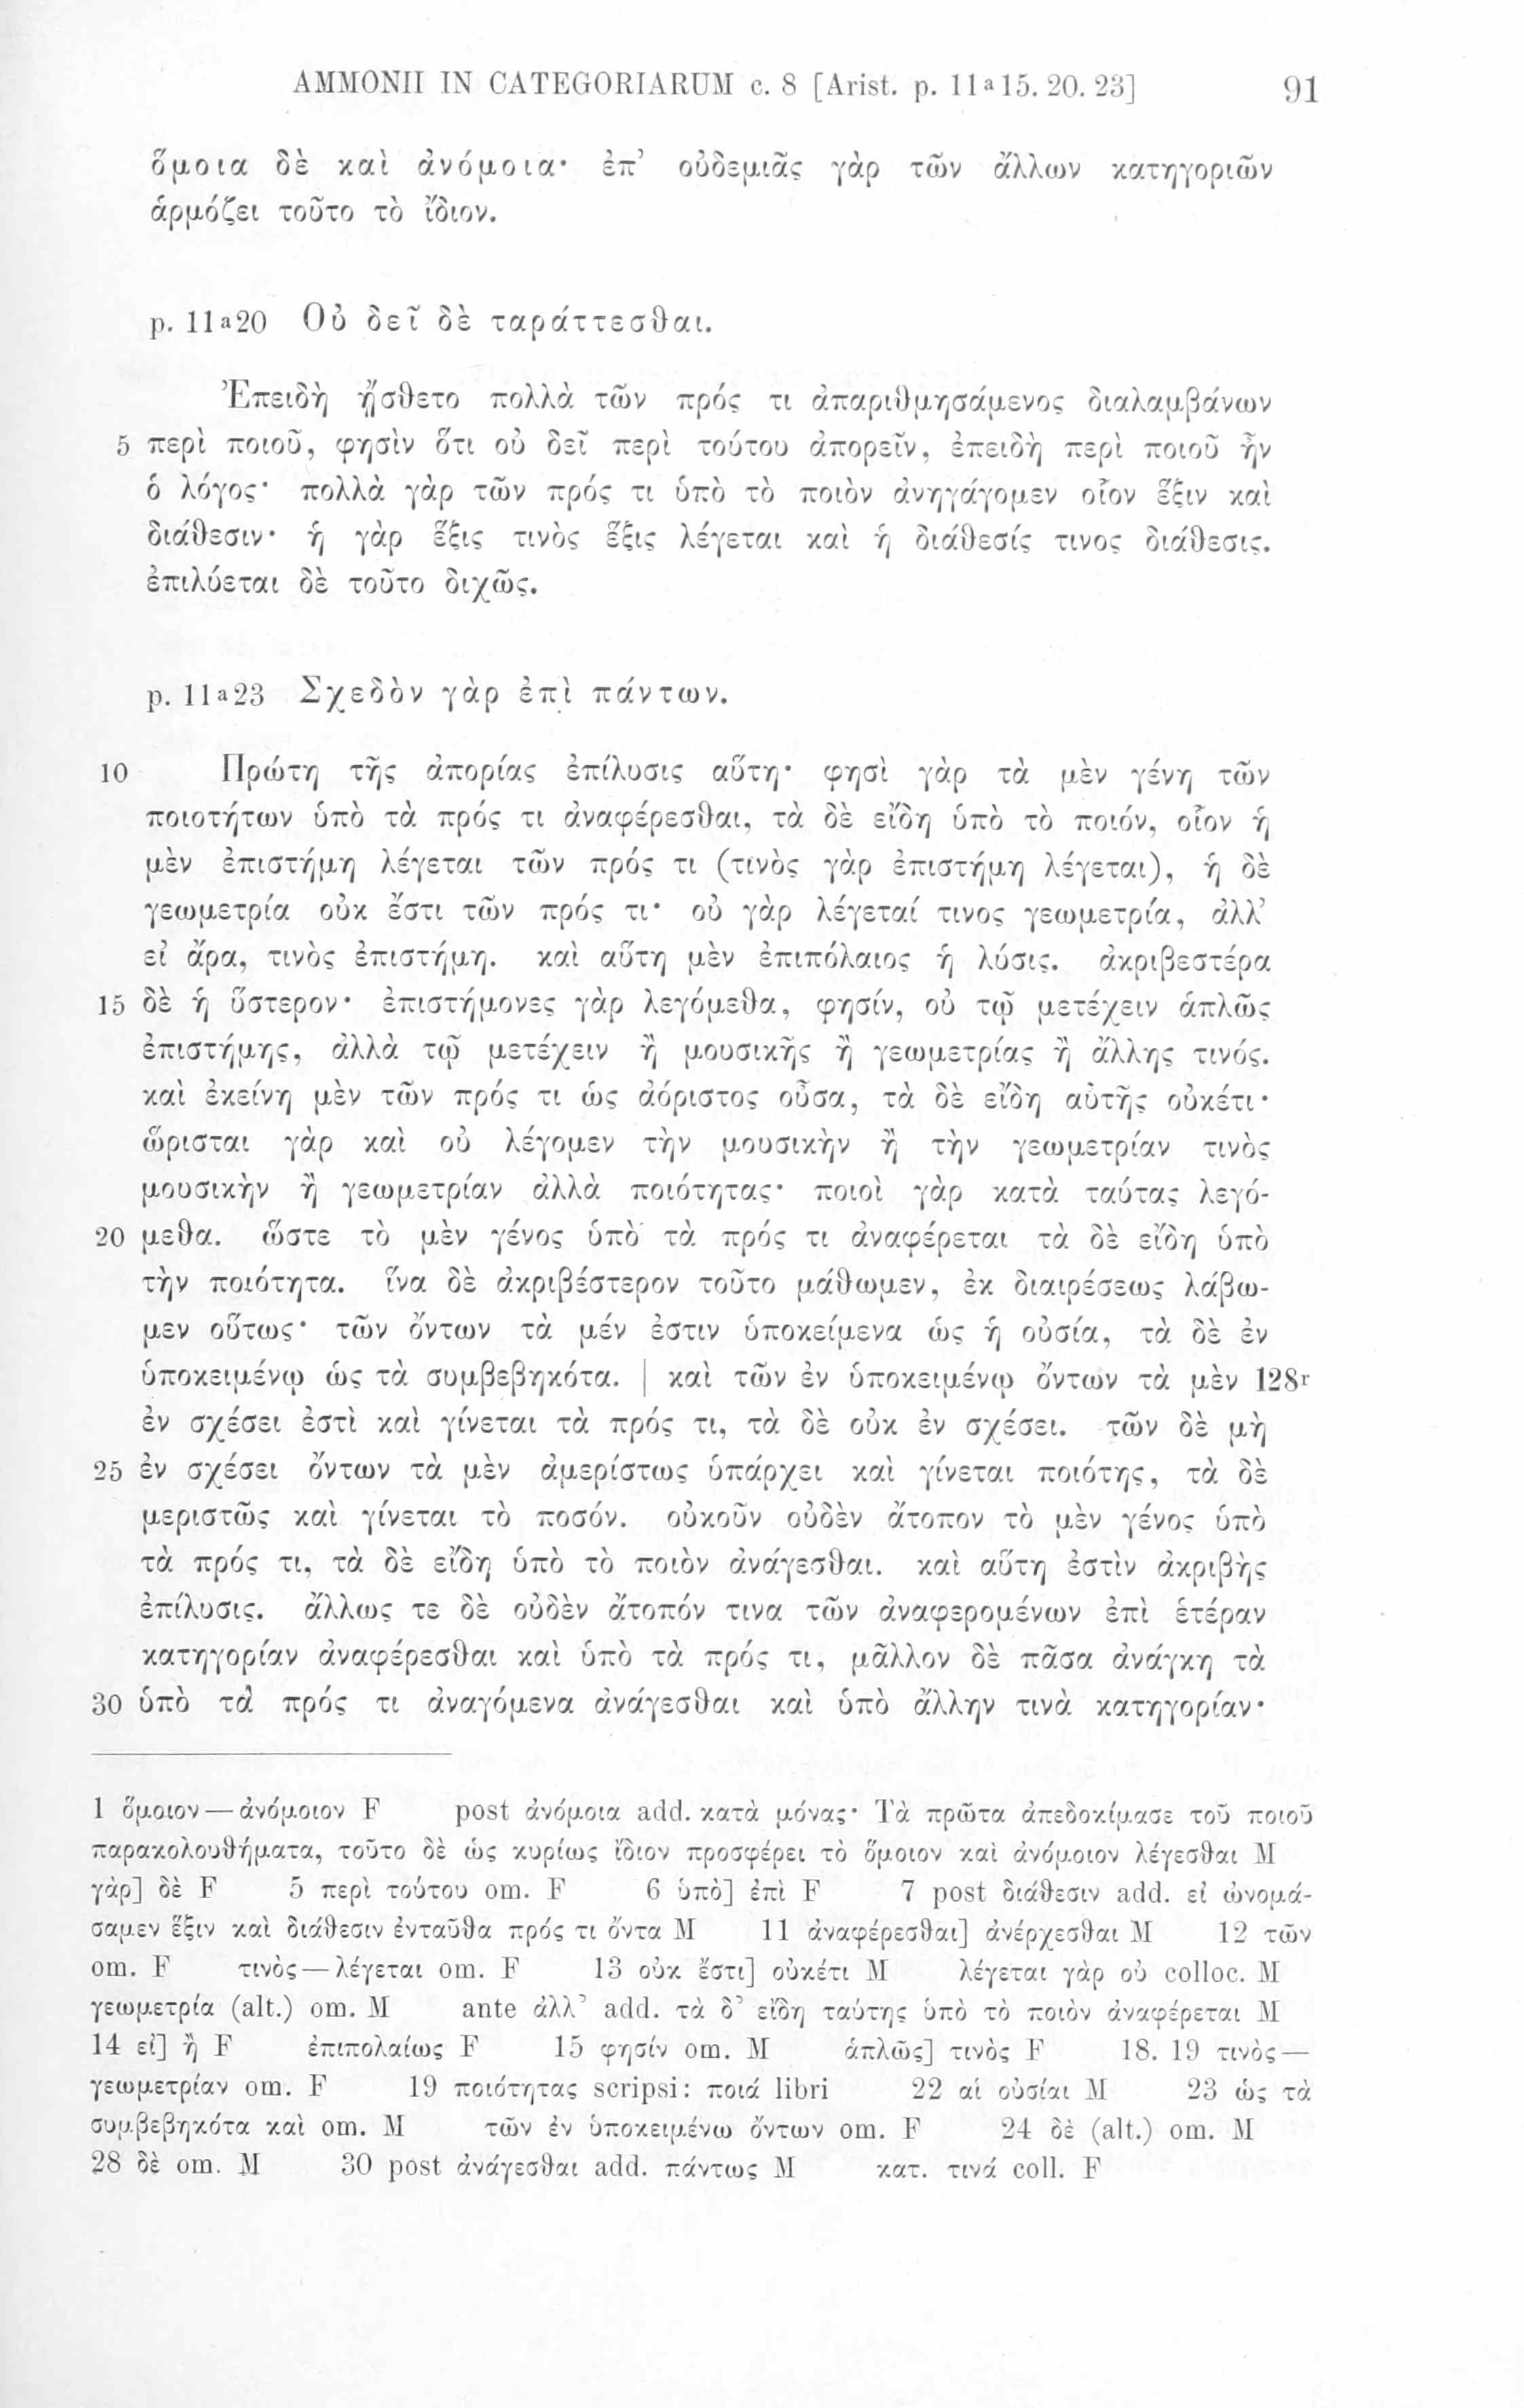 AMMONII IN CATEGORIARUM c. 8 [Arist. p. 11ª15. 20. 23] 91
ὅμοια δὲ καὶ ἀνόμοια· ἐπ’ οὐδεμιᾶς γὰρ τῶν ἄλλων κατηγοριῶν
ἁρμόζει τοῦτο τὸ ἴδιον.
p. 11ª20 Οὐ δεῖ δὲ ταράττεσθαι.
Ἐπειδὴ ᾔσθετο πολλὰ τῶν πρός τι ἀπαριθμησάμενος διαλαμβάνων
5 περὶ ποιοῦ, φησὶν ὅτι οὐ δεῖ περὶ τούτου ἀπορεῖν, ἐπειδὴ περὶ ποιοῦ ἦν
ὁ λόγος· πολλὰ γὰρ τῶν πρός τι ὑπὸ τὸ ποιὸν ἀνηγάγομεν οἷον ἕξιν καὶ
διάθεσιν· ἡ γὰρ ἕξις τινὸς ἕξις λέγεται καὶ ἡ διάθεσίς τινος διάθεσις.
ἐπιλύεται δὲ τοῦτο διχῶς.
p. 11ª23 Σχεδὸν γὰρ ἐπὶ πάντων.
10 Πρώτη τῆς ἀπορίας ἐπίλυσις αὕτη· φησὶ γὰρ τὰ μὲν γένη τῶν
ποιοτήτων ὑπὸ τὰ πρός τι ἀναφέρεσθαι, τὰ δὲ εἴδη ὑπὸ τὸ ποιόν, οἷον ἡ
μὲν ἐπιστήμη λέγεται τῶν πρός τι (τινὸς γὰρ ἐπιστήμη λέγεται), ἡ δὲ
γεωμετρία οὐκ ἔστι τῶν πρός τι· οὐ γὰρ λέγεταί τινος γεωμετρία, ἀλλ’
εἰ ἄρα, τινὸς ἐπιστήμη. καὶ αὕτη μὲν ἐπιπόλαιος ἡ λύσις. ἀκριβεστέρα
15 δὲ ἡ ὕστερον· ἐπιστήμονες γὰρ λεγόμεθα, φησίν, οὐ τῷ μετέχειν ἁπλῶς
ἐπιστήμης, ἀλλὰ τῷ μετέχειν ἢ μουσικῆς ἢ γεωμετρίας ἢ ἄλλης τινός.
καὶ ἐκείνη μὲν τῶν πρός τι ὡς ἀόριστος οὖσα, τὰ δὲ εἴδη αὐτῆς οὐκέτι·
ὥρισται γὰρ καὶ οὐ λέγομεν τὴν μουσικὴν ἢ τὴν γεωμετρίαν τινὸς
μουσικὴν ἢ γεωμετρίαν ἀλλὰ ποιότητας· ποιοὶ γὰρ κατὰ ταύτας λεγό-
20 μεθα. ὥστε τὸ μὲν γένος ὑπὸ τὰ πρός τι ἀναφέρεται τὰ δὲ εἴδη ὑπὸ
τὴν ποιότητα. ἵνα δὲ ἀκριβέστερον τοῦτο μάθωμεν, ἐκ διαιρέσεως λάβω-
μεν οὕτως· τῶν ὄντων τὰ μέν ἐστιν ὑποκείμενα ὡς ἡ οὐσία, τὰ δὲ ἐν
ὑποκειμένῳ ὡς τὰ συμβεβηκότα. | καὶ τῶν ἐν ὑποκειμένῳ ὄντων τὰ μὲν 128r
ἐν σχέσει ἐστὶ καὶ γίνεται τὰ πρός τι, τὰ δὲ οὐκ ἐν σχέσει. τῶν δὲ μὴ
25 ἐν σχέσει ὄντων τὰ μὲν ἀμερίστως ὑπάρχει καὶ γίνεται ποιότης, τὰ δὲ
μεριστῶς καὶ γίνεται τὸ ποσόν. οὐκοῦν οὐδὲν ἄτοπον τὸ μὲν γένος ὑπὸ
τὰ πρός τι, τὰ δὲ εἴδη ὑπὸ τὸ ποιὸν ἀνάγεσθαι. καὶ αὕτη ἐστὶν ἀκριβὴς
ἐπίλυσις. ἄλλως τε δὲ οὐδὲν ἄτοπόν τινα τῶν ἀναφερομένων ἐπὶ ἑτέραν
κατηγορίαν ἀναφέρεσθαι καὶ ὑπὸ τὰ πρός τι, μᾶλλον δὲ πᾶσα ἀνάγκη τὰ
30 ὑπὸ τὰ πρός τι ἀναγόμενα ἀνάγεσθαι καὶ ὑπὸ ἄλλην τινὰ κατηγορίαν·
1 ὅμοιον — ἀνόμοιον F post ἀνόμοια add. κατὰ μόνας· Τὰ πρῶτα ἀπεδοκίμασε τοῦ ποιοῦ
παρακολουθήματα, τοῦτο δὲ ὡς κυρίως ἴδιον προσφέρει τὸ ὅμοιον καὶ ἀνόμοιον λέγεσθαι M
γὰρ] δὲ F 5 περὶ τούτου om. F 6 ὑπὸ] ἐπὶ F 7 post διάθεσιν add. εἰ ὠνομά-
σαμεν ἕξιν καὶ διάθεσιν ἐνταῦθα πρός τι ὄντα M 11 ἀναφέρεσθαι] ἀνέρχεσθαι M 12 τῶν
om. F τινὸς — λέγεται om. F 13 οὐκ ἔστι] οὐκέτι M λέγεται γὰρ οὐ colloc. M
γεωμετρία (alt.) om. M ante ἀλλ’ add. τὰ δ’ εἴδη ταύτης ὑπὸ τὸ ποιὸν ἀναφέρεται M
14 εἰ] ἢ F ἐπιπολαίως F 15 φησίν om. M ἁπλῶς] τινὸς F 18. 19 τινὸς —
γεωμετρίαν om. F 19 ποιότητας scripsi: ποιά libri 22 αἱ οὐσίαι M 23 ὡς τὰ
συμβεβηκότα καὶ om. M τῶν ἐν ὑποκειμένω ὄντων om. F 24 δὲ (alt.) om. M
28 δὲ om. M 30 post ἀνάγεσθαι add. πάντως M κατ. τινά coll. F